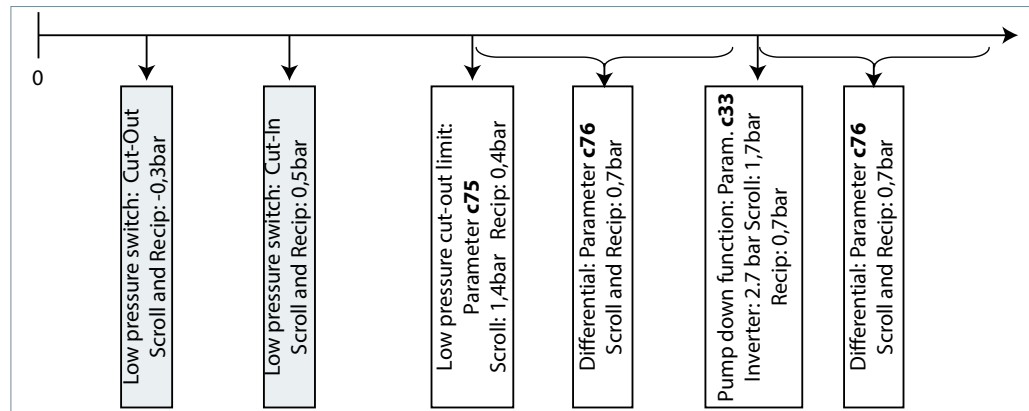 0
Low pressure switch: Cut-Out
Scroll and Recip: -0,3bar
Low pressure switch: Cut-In
Scroll and Recip: 0,5bar
Low pressure cut-out limit:
Parameter c75
Scroll: 1,4bar Recip: 0,4bar
Differential: Parameter c76
Scroll and Recip: 0,7bar
Pump down function: Param. c33
Inverter: 2.7 bar Scroll: 1,7bar
Recip: 0,7bar
Differential: Parameter c76
Scroll and Recip: 0,7bar